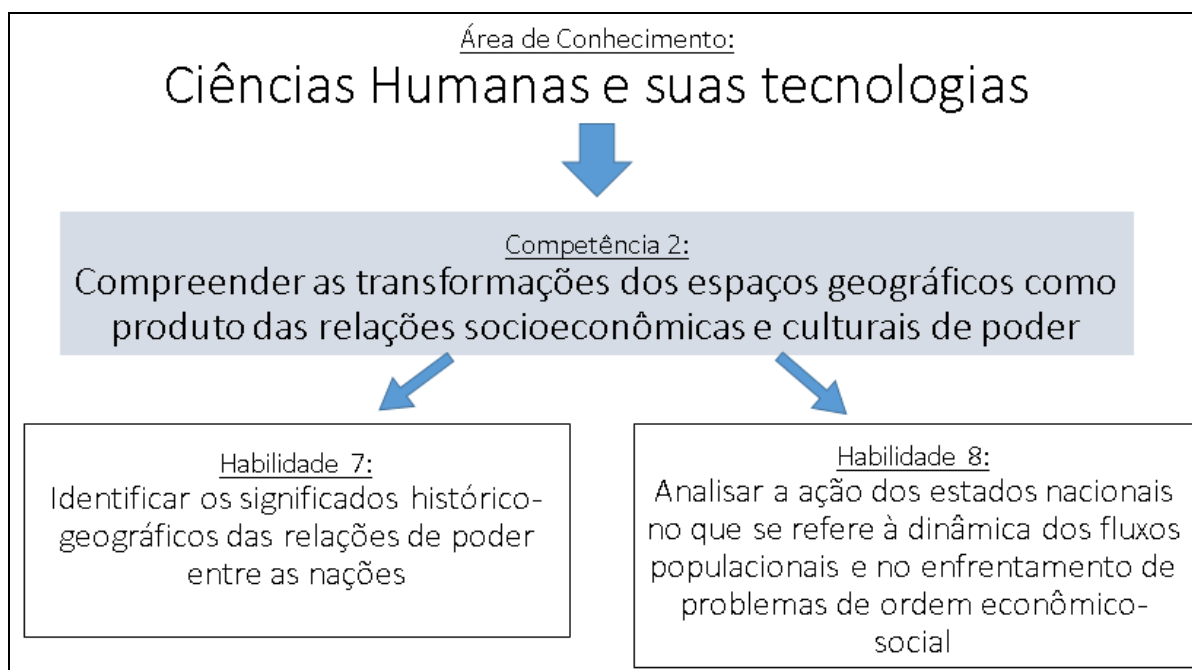 Área de Conhecimento:
Ciências Humanas e suas tecnologias
Competência 2:
Compreender as transformações dos espaços geográficos como
produto das relações socioeconômicas e culturais de poder
Habilidade 7:
Identificar os significados histórico-
geográficos das relações de poder
entre as nações
Habilidade 8:
Analisar a ação dos estados nacionais
no que se refere à dinâmica dos fluxos
populacionais e no enfrentamento de
problemas de ordem econômico-
social